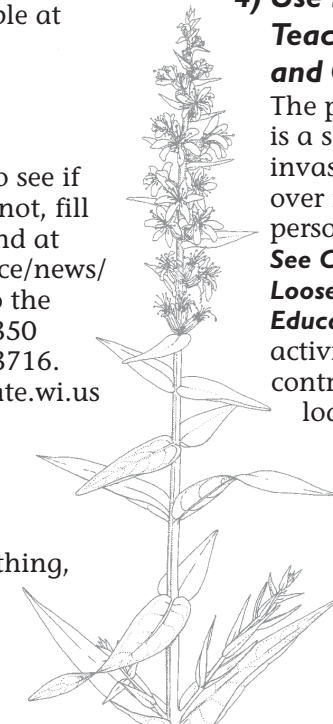 ble at
o see if
not, fill
nd at
ce/news/
o the
350
3716.
ate.wi.us
thing,
4) Use
Teac
and
The p
is a s
invas
over
perso
See C
Loose
Educa
activi
contr
loc